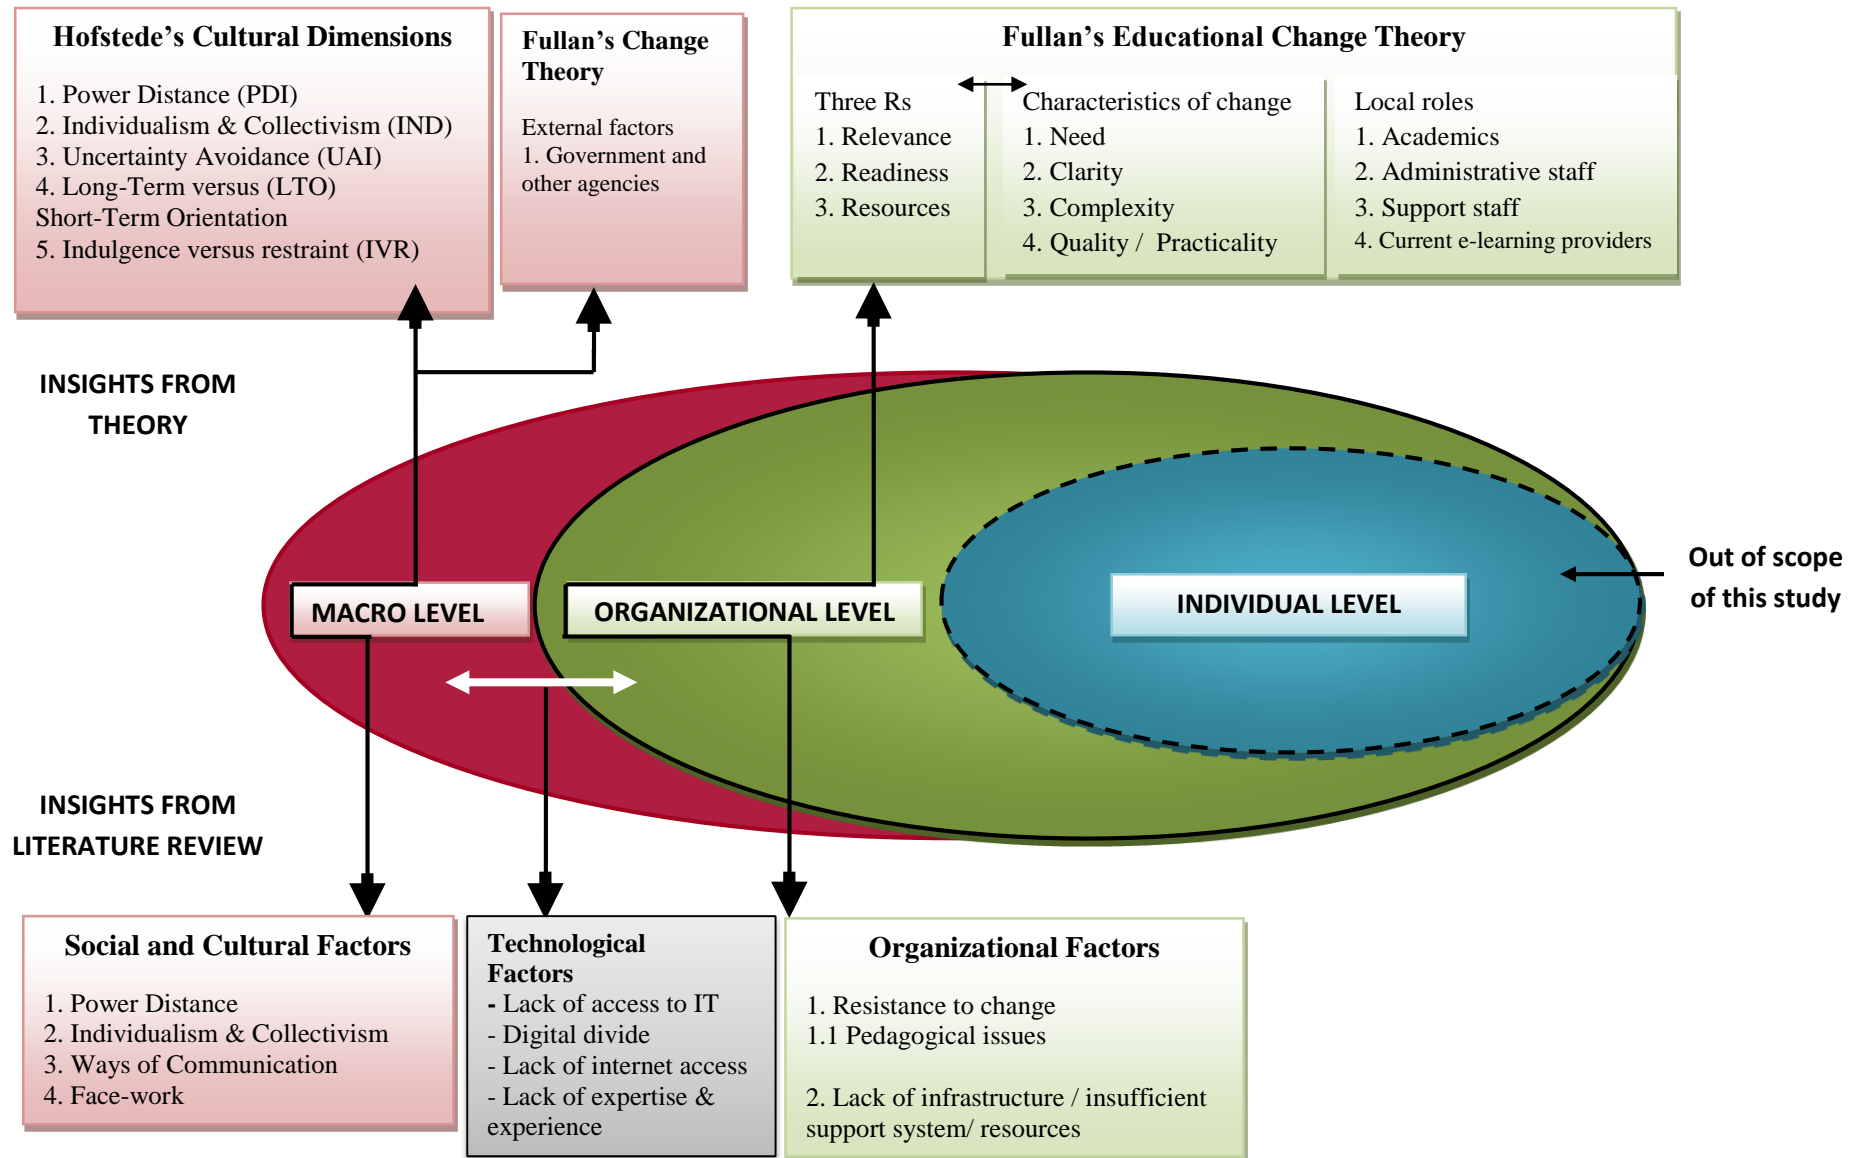 Hofstede’s Cultural Dimensions
1. Power Distance (PDI)
2. Individualism & Collectivism (IND)
3. Uncertainty Avoidance (UAI)
4. Long-Term versus (LTO)
Short-Term Orientation
5. Indulgence versus restraint (IVR)
Fullan’s Change
Theory
External factors
1. Government and
other agencies
Fullan’s Educational Change Theory
Three Rs
1. Relevance
2. Readiness
3. Resources
Characteristics of change
1. Need
2. Clarity
3. Complexity
4. Quality / Practicality
Local roles
1. Academics
2. Administrative staff
3. Support staff
4. Current e-learning providers
INSIGHTS FROM
THEORY
MACRO LEVEL
ORGANIZATIONAL LEVEL
INDIVIDUAL LEVEL
Out of scope
of this study
INSIGHTS FROM
LITERATURE REVIEW
Social and Cultural Factors
1. Power Distance
2. Individualism & Collectivism
3. Ways of Communication
4. Face-work
Technological
Factors
- Lack of access to IT
- Digital divide
- Lack of internet access
- Lack of expertise &
experience
Organizational Factors
1. Resistance to change
1.1 Pedagogical issues
2. Lack of infrastructure / insufficient
support system/ resources